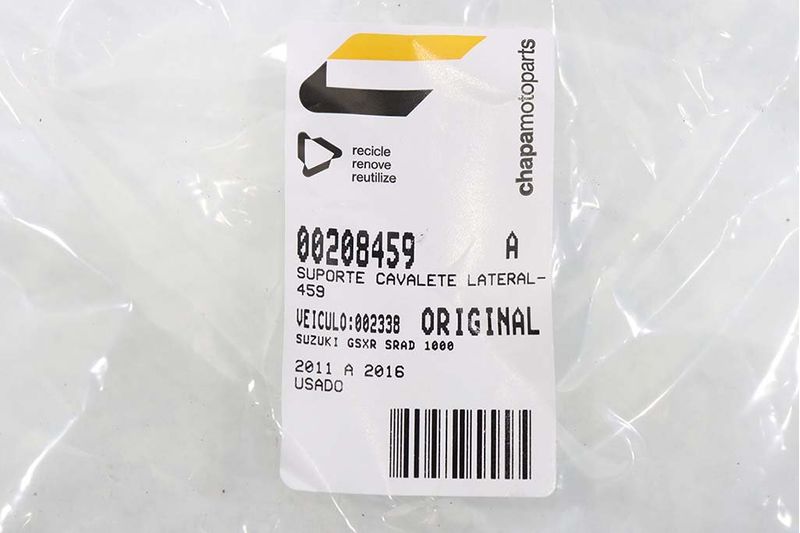 chapamotoparts
recicle
renove
reutilize
00208459 A
SUPORTE CAVALETE LATERAL-
459
VEICULO:002338 ORIGINAL
SUZUKI GSXR SRAD 1000
2011 A 2016
USADO